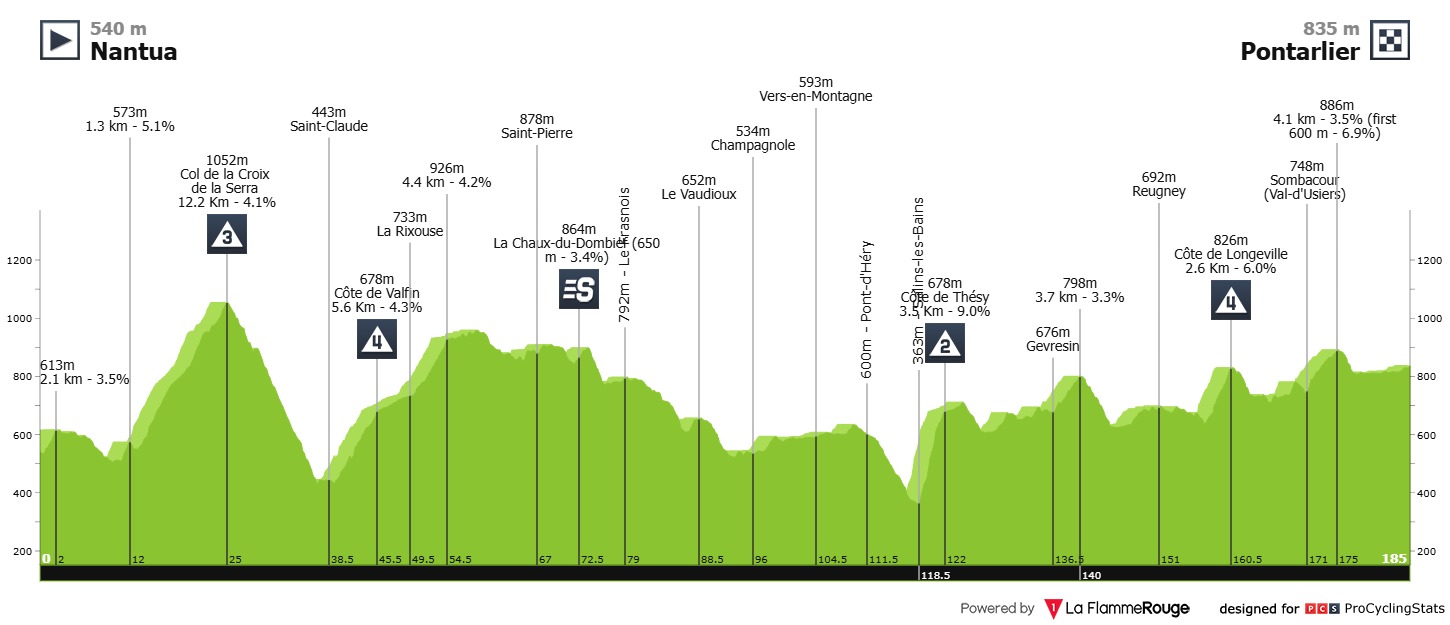 540 m
Nantua
835 m
Pontarlier
593m
Vers-en-Montagne
573m
1.3 km - 5.1%
443m
Saint-Claude
886m
4.1 km - 3.5% (first
600 m - 6.9%)
878m
Saint-Pierre
534m
Champagnole
1052m
Col de la Croix
de la Serra
12.2 Km - 4.1%
3
926m
4.4 km - 4.2%
652m
Le Vaudioux
692m
Reugney
748m
Sombacour
(Val-d'Usiers)
733m
La Rixouse
864m
La Chaux-du-Dombief (650
m - 3.4%)
S
792m - Le Frasnois
600m - Pont-d'Héry
363m - Salins-les-Bains
826m
Côte de Longeville
2.6 Km - 6.0%
4
678m
Côte de Valfin
5.6 Km - 4.3%
4
678m
Côte de Thésy
3.5 Km - 9.0%
2
798m
3.7 km - 3.3%
676m
Gevresin
613m
2.1 km - 3.5%
1200 1200
1000 1000
800 800
600 600
400 400
200 200
0 2 12 25 38.5 45.5 49.5 54.5 67 72.5 79 88.5 96 104.5 111.5 122 136.5 151 160.5 171 175 185
118.5 140
Powered by 1 La FlammeRouge designed for PCS ProCyclingStats